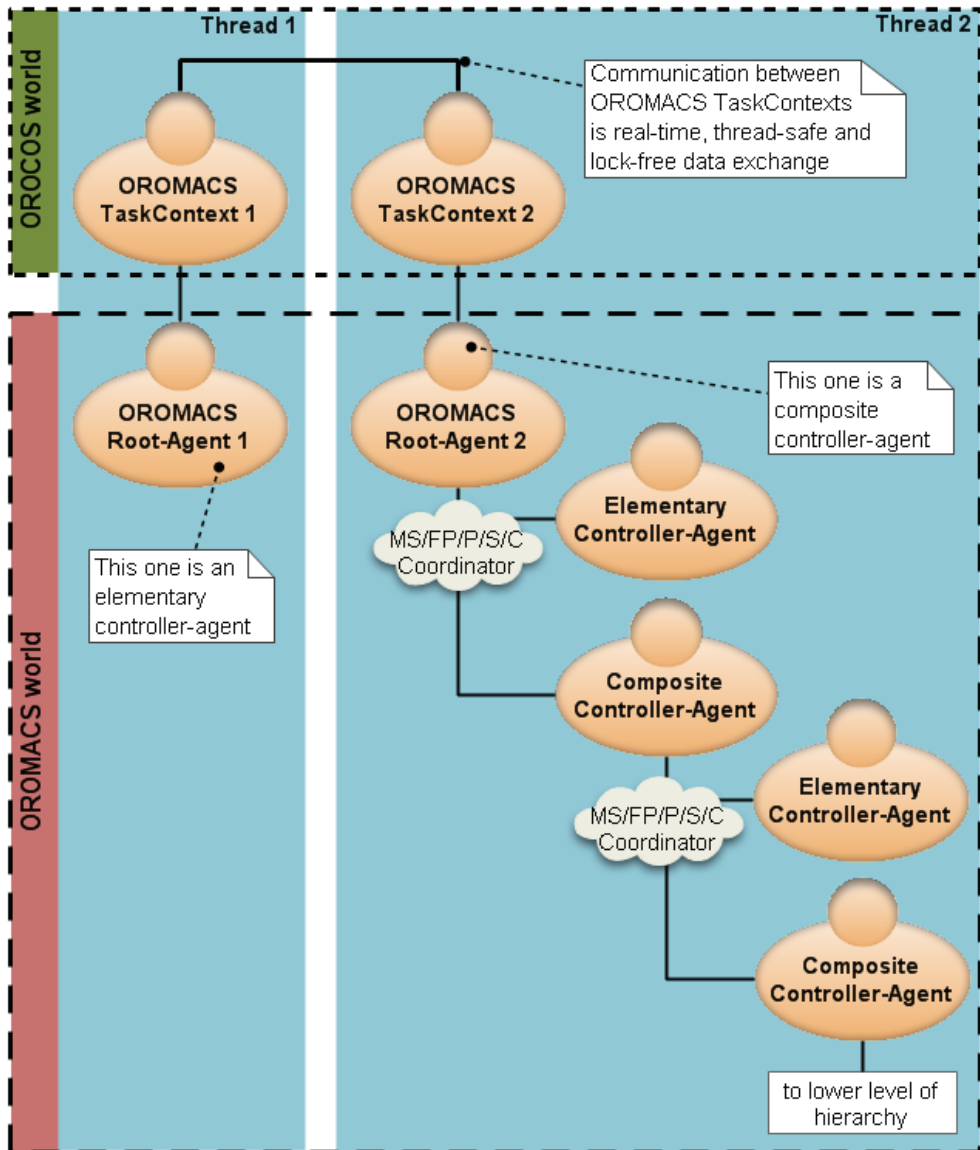 Thread 1
Thread 2
OROCOS world
Communication between
OROMACS TaskContexts
is real-time, thread-safe and
lock-free data exchange
OROMACS
TaskContext 1
OROMACS
TaskContext 2
OROMACS world
OROMACS
Root-Agent 1
OROMACS
Root-Agent 2
This one is a
composite
controller-agent
This one is an
elementary
controller-agent
MS/FP/P/S/C
Coordinator
Elementary
Controller-Agent
Composite
Controller-Agent
MS/FP/P/S/C
Coordinator
Elementary
Controller-Agent
Composite
Controller-Agent
to lower level of
hierarchy